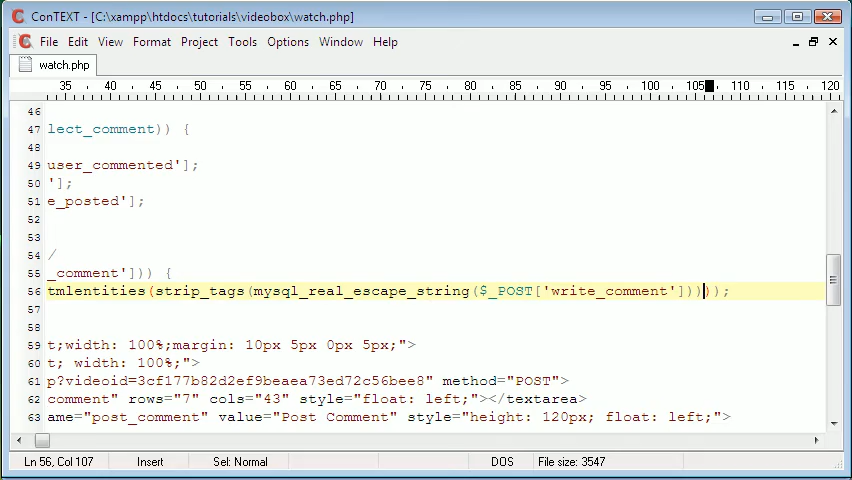 ConTEXT - [C:\xampp\htdocs\tutorials\videobox\watch.php]
File Edit View Format Project Tools Options Window Help
watch.php
35 40 45 50 55 60 65 70 75 80 85 90 95 100 105 110 115 120
46
47 lect_comment)) {
48
49 user_commented'];
50 '];
51 e_posted'];
52
53
54 /
55 _comment'])) {
56 tmlentities(strip_tags(mysql_real_escape_string($_POST['write_comment']))));
57
58
59 t;width: 100%;margin: 10px 5px 0px 5px;">
60 t; width: 100%;">
61 p?videoid=3cf177b82d2ef9beaea73ed72c56bee8" method="POST">
62 comment" rows="7" cols="43" style="float: left;"></textarea>
63 ame="post_comment" value="Post Comment" style="height: 120px; float: left;">
Ln 56, Col 107 Insert Sel: Normal DOS File size: 3547